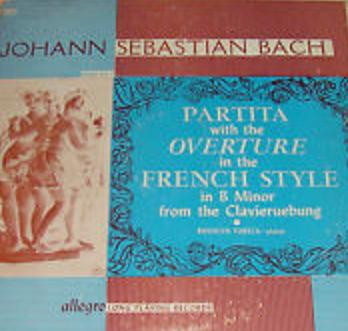 JOHANN SEBASTIAN BACH
PARTITA
with the
OVERTURE
in the
FRENCH STYLE
in B Minor
from the Clavieruebung
allegro LONG PLAYING RECORDS